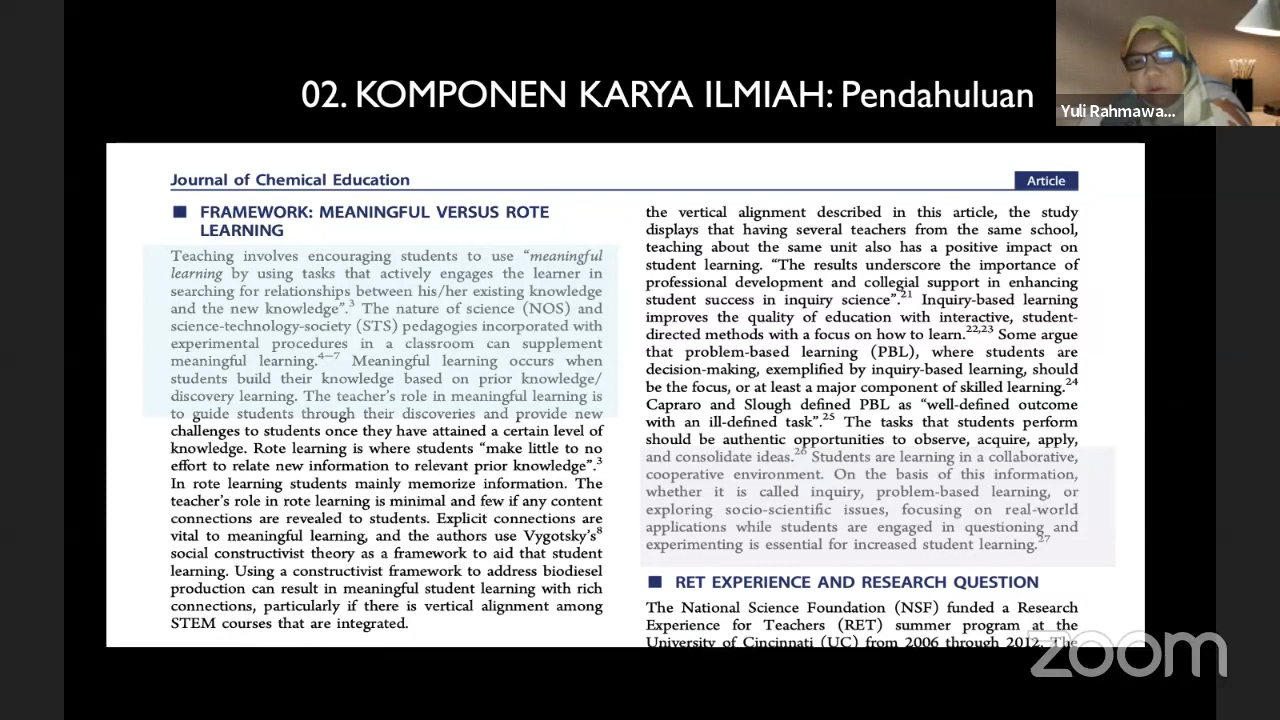 02. KOMPONEN KARYA ILMIAH: Pendahuluan
Yuli Rahmawa...
Journal of Chemical Education
Article
■ FRAMEWORK: MEANINGFUL VERSUS ROTE
LEARNING
Teaching involves encouraging students to use “meaningful
learning by using tasks that actively engages the learner in
searching for relationships between his/her existing knowledge
and the new knowledge”.3 The nature of science (NOS) and
science-technology-society (STS) pedagogies incorporated with
experimental procedures in a classroom can supplement
meaningful learning.4−7 Meaningful learning occurs when
students build their knowledge based on prior knowledge/
discovery learning. The teacher’s role in meaningful learning is
to guide students through their discoveries and provide new
challenges to students once they have attained a certain level of
knowledge. Rote learning is where students “make little to no
effort to relate new information to relevant prior knowledge”.3
In rote learning students mainly memorize information. The
teacher’s role in rote learning is minimal and few if any content
connections are revealed to students. Explicit connections are
vital to meaningful learning, and the authors use Vygotsky’s8
social constructivist theory as a framework to aid that student
learning. Using a constructivist framework to address biodiesel
production can result in meaningful student learning with rich
connections, particularly if there is vertical alignment among
STEM courses that are integrated.
the vertical alignment described in this article, the study
displays that having several teachers from the same school,
teaching about the same unit also has a positive impact on
student learning. “The results underscore the importance of
professional development and collegial support in enhancing
student success in inquiry science”.21 Inquiry-based learning
improves the quality of education with interactive, student-
directed methods with a focus on how to learn.22,23 Some argue
that problem-based learning (PBL), where students are
decision-making, exemplified by inquiry-based learning, should
be the focus, or at least a major component of skilled learning.24
Capraro and Slough defined PBL as “well-defined outcome
with an ill-defined task”.25 The tasks that students perform
should be authentic opportunities to observe, acquire, apply,
and consolidate ideas.26 Students are learning in a collaborative,
cooperative environment. On the basis of this information,
whether it is called inquiry, problem-based learning, or
exploring socio-scientific issues, focusing on real-world
applications while students are engaged in questioning and
experimenting is essential for increased student learning.27
■ RET EXPERIENCE AND RESEARCH QUESTION
The National Science Foundation (NSF) funded a Research
Experience for Teachers (RET) summer program at the
University of Cincinnati (UC) from 2006 through 2012. The
zoom